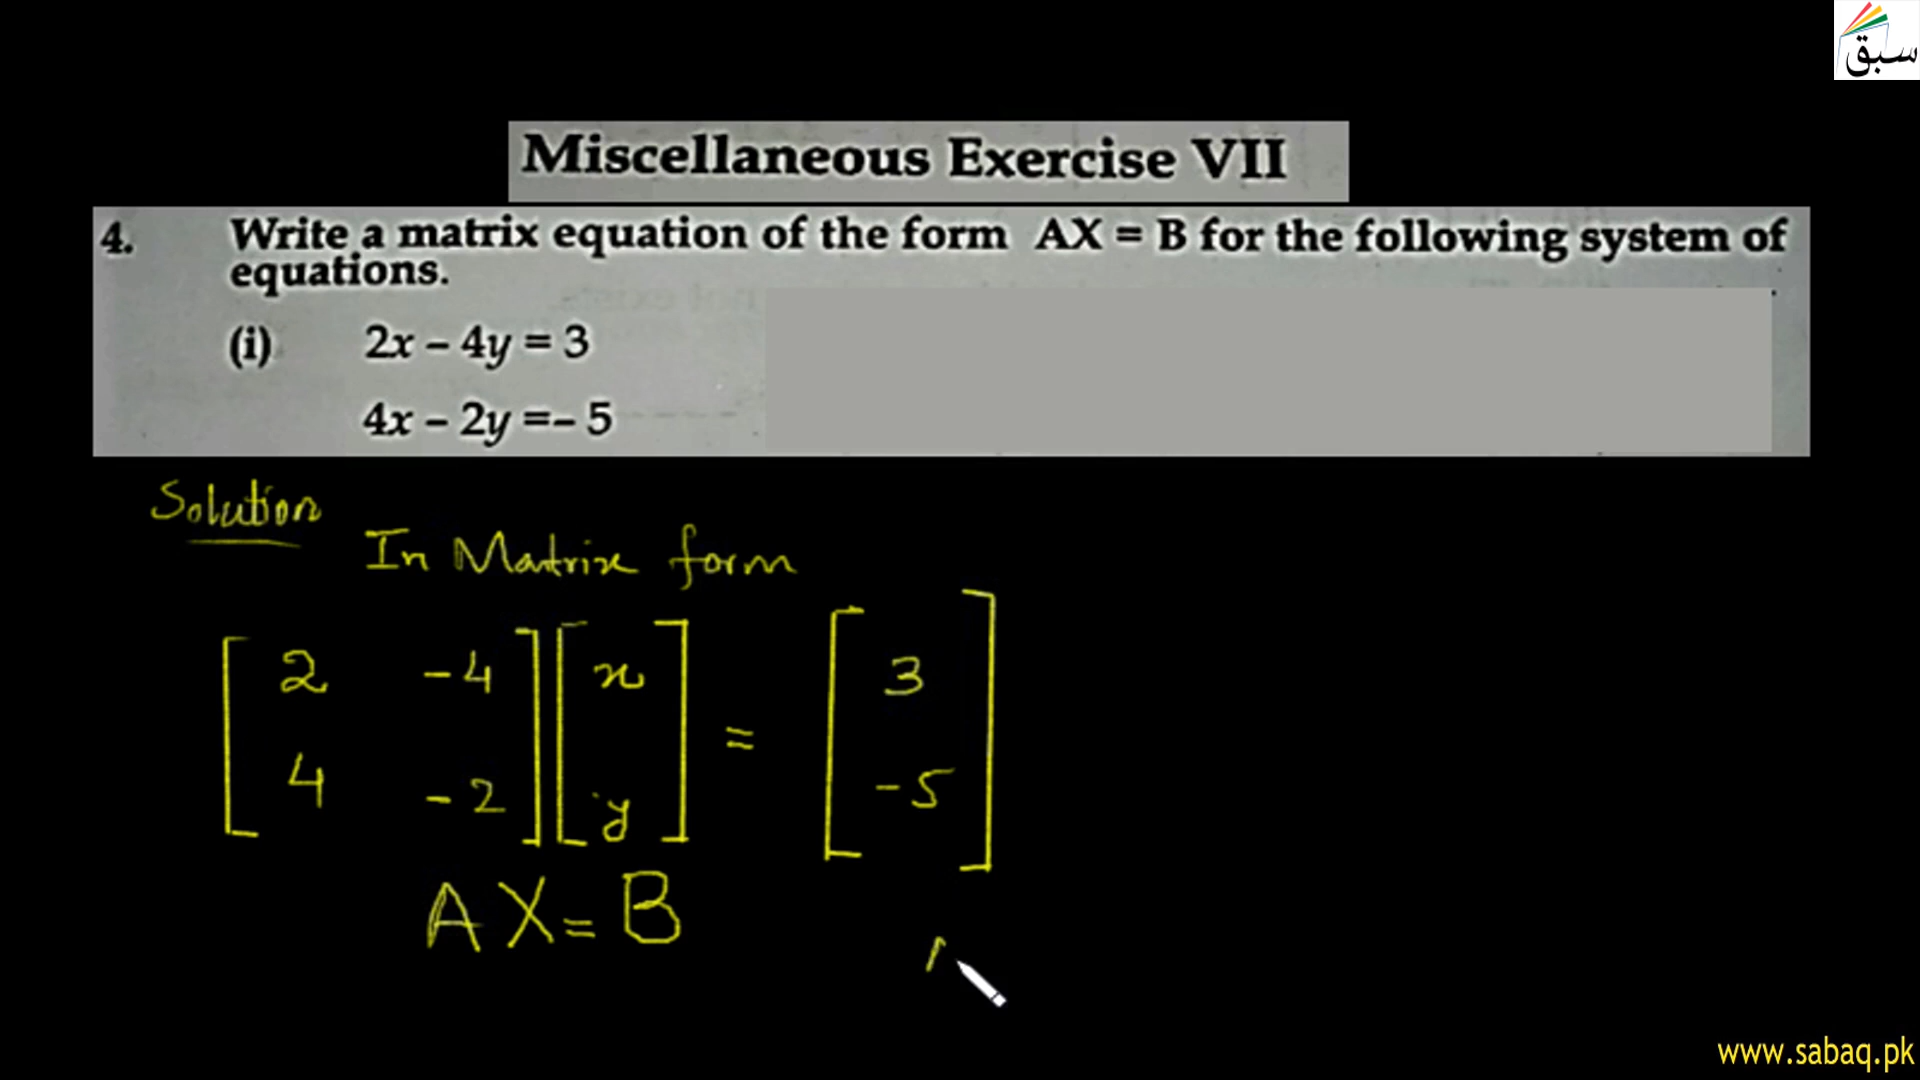 سبق
Miscellaneous Exercise VII
4. Write a matrix equation of the form AX = B for the following system of
equations.
(i) 2x – 4y = 3
4x – 2y =– 5
Solution
In Matrix form
[ 2 -4 ] [ x ] = [ 3 ]
[ 4 -2 ] [ y ] [ -5 ]
AX = B
www.sabaq.pk